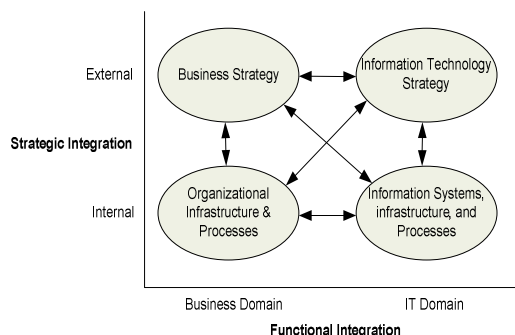 External
Business Strategy
Information Technology
Strategy
Strategic Integration
Internal
Organizational
Infrastructure &
Processes
Information Systems,
infrastructure, and
Processes
Business Domain
IT Domain
Functional Integration